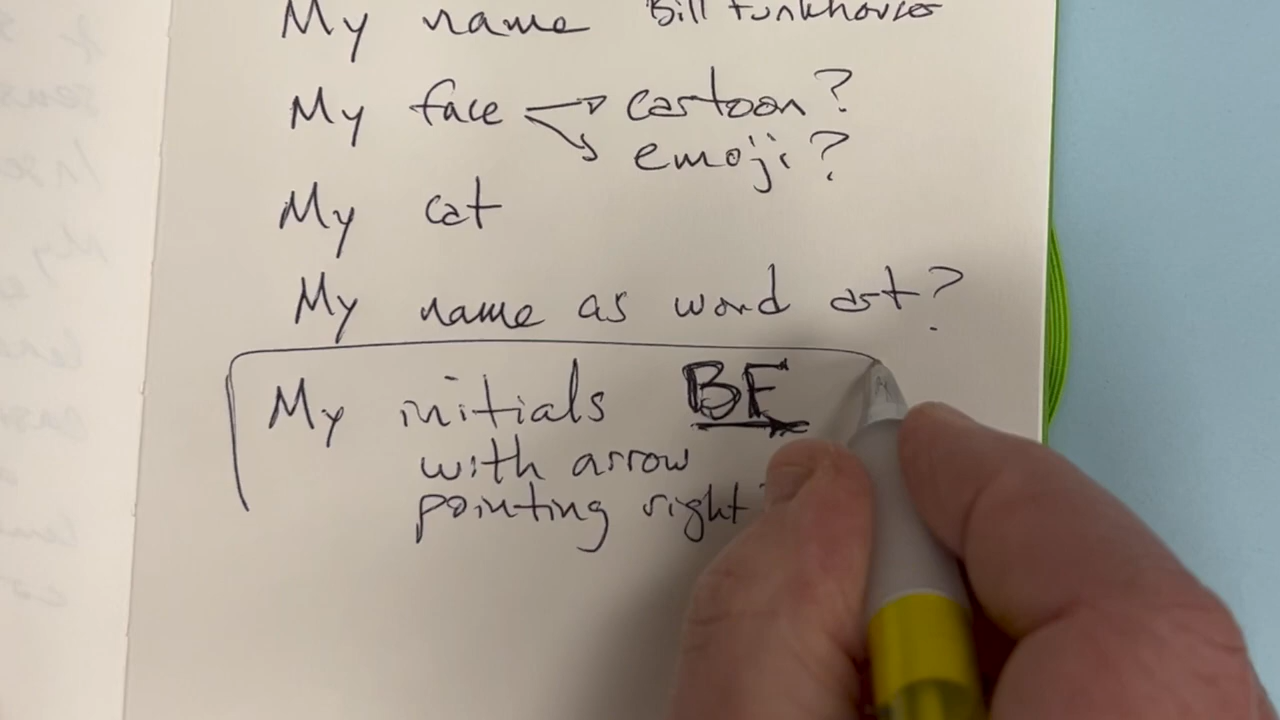 My name Bill Funkhouser
My face → cartoon?
→ emoji?
My cat
My name as word art?
My initials BF
with arrow
pointing right